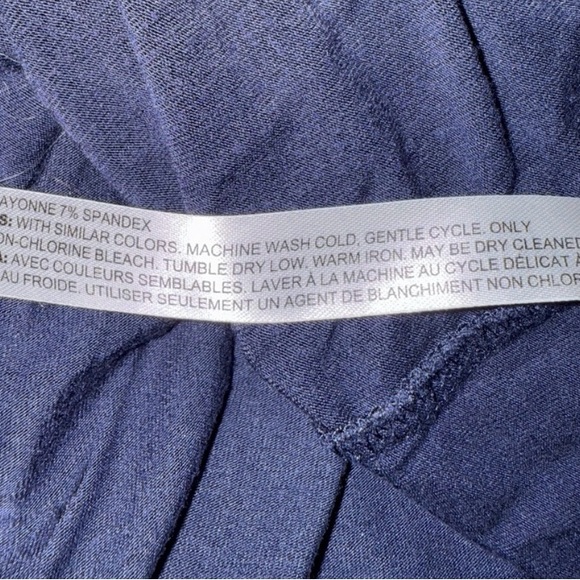 AYONNE 7% SPANDEX
S: WITH SIMILAR COLORS. MACHINE WASH COLD, GENTLE CYCLE. ONLY
ON-CHLORINE BLEACH. TUMBLE DRY LOW. WARM IRON. MAY BE DRY CLEANED
A: AVEC COULEURS SEMBLABLES. LAVER À LA MACHINE AU CYCLE DÉLICAT À
EAU FROIDE. UTILISER SEULEMENT UN AGENT DE BLANCHIMENT NON CHLOR